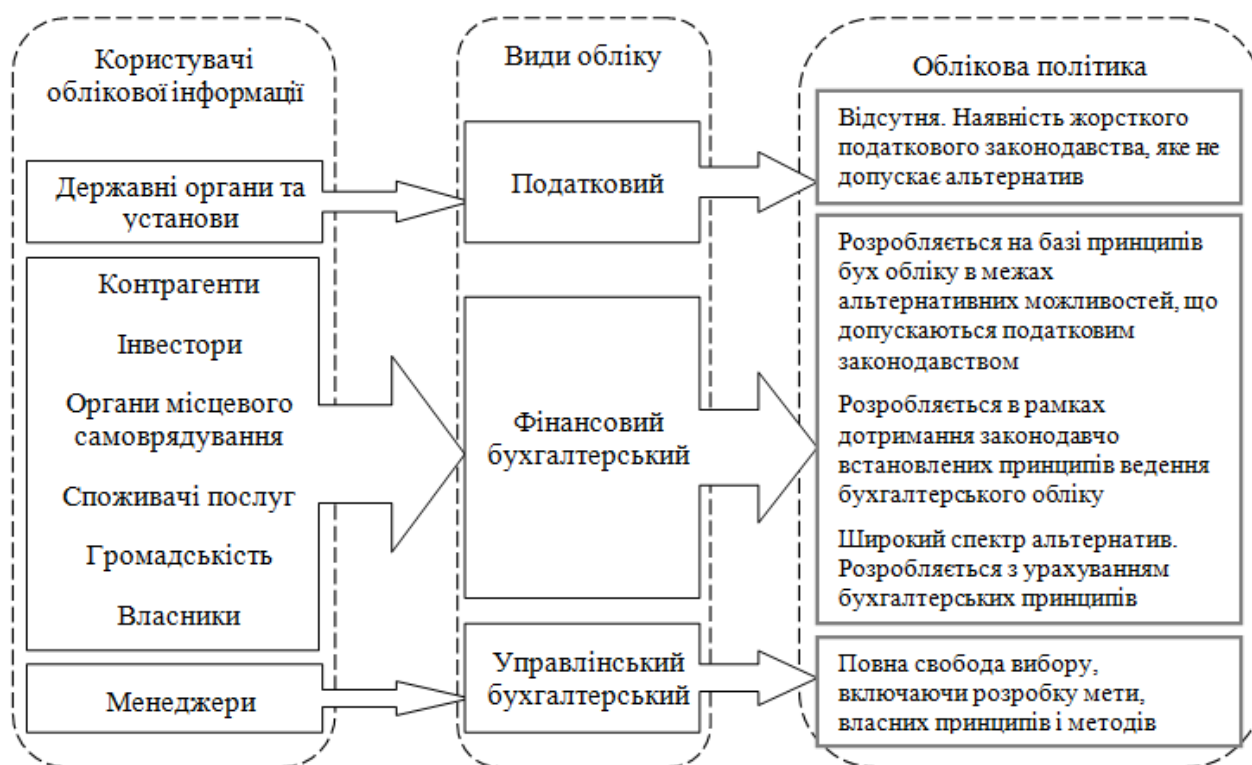 Користувачі
облікової інформації
Державні органи та
установи
Контрагенти
Інвестори
Органи місцевого
самоврядування
Споживачі послуг
Громадськість
Власники
Менеджери
Види обліку
Податковий
Фінансовий
бухгалтерський
Управлінський
бухгалтерський
Облікова політика
Відсутня. Наявність жорсткого
податкового законодавства, яке не
допускає альтернатив
Розробляється на базі принципів
бух обліку в межах
альтернативних можливостей, що
допускаються податковим
законодавством
Розробляється в рамках
дотримання законодавчо
встановлених принципів ведення
бухгалтерського обліку
Широкий спектр альтернатив.
Розробляється з урахуванням
бухгалтерських принципів
Повна свобода вибору,
включаючи розробку мети,
власних принципів і методів